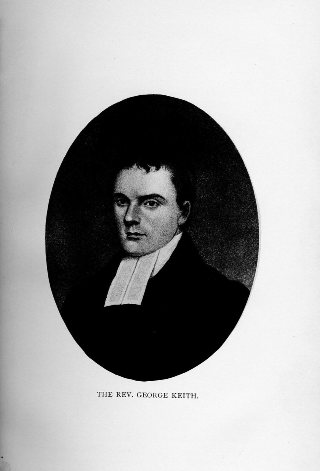 THE REV. GEORGE KEITH.